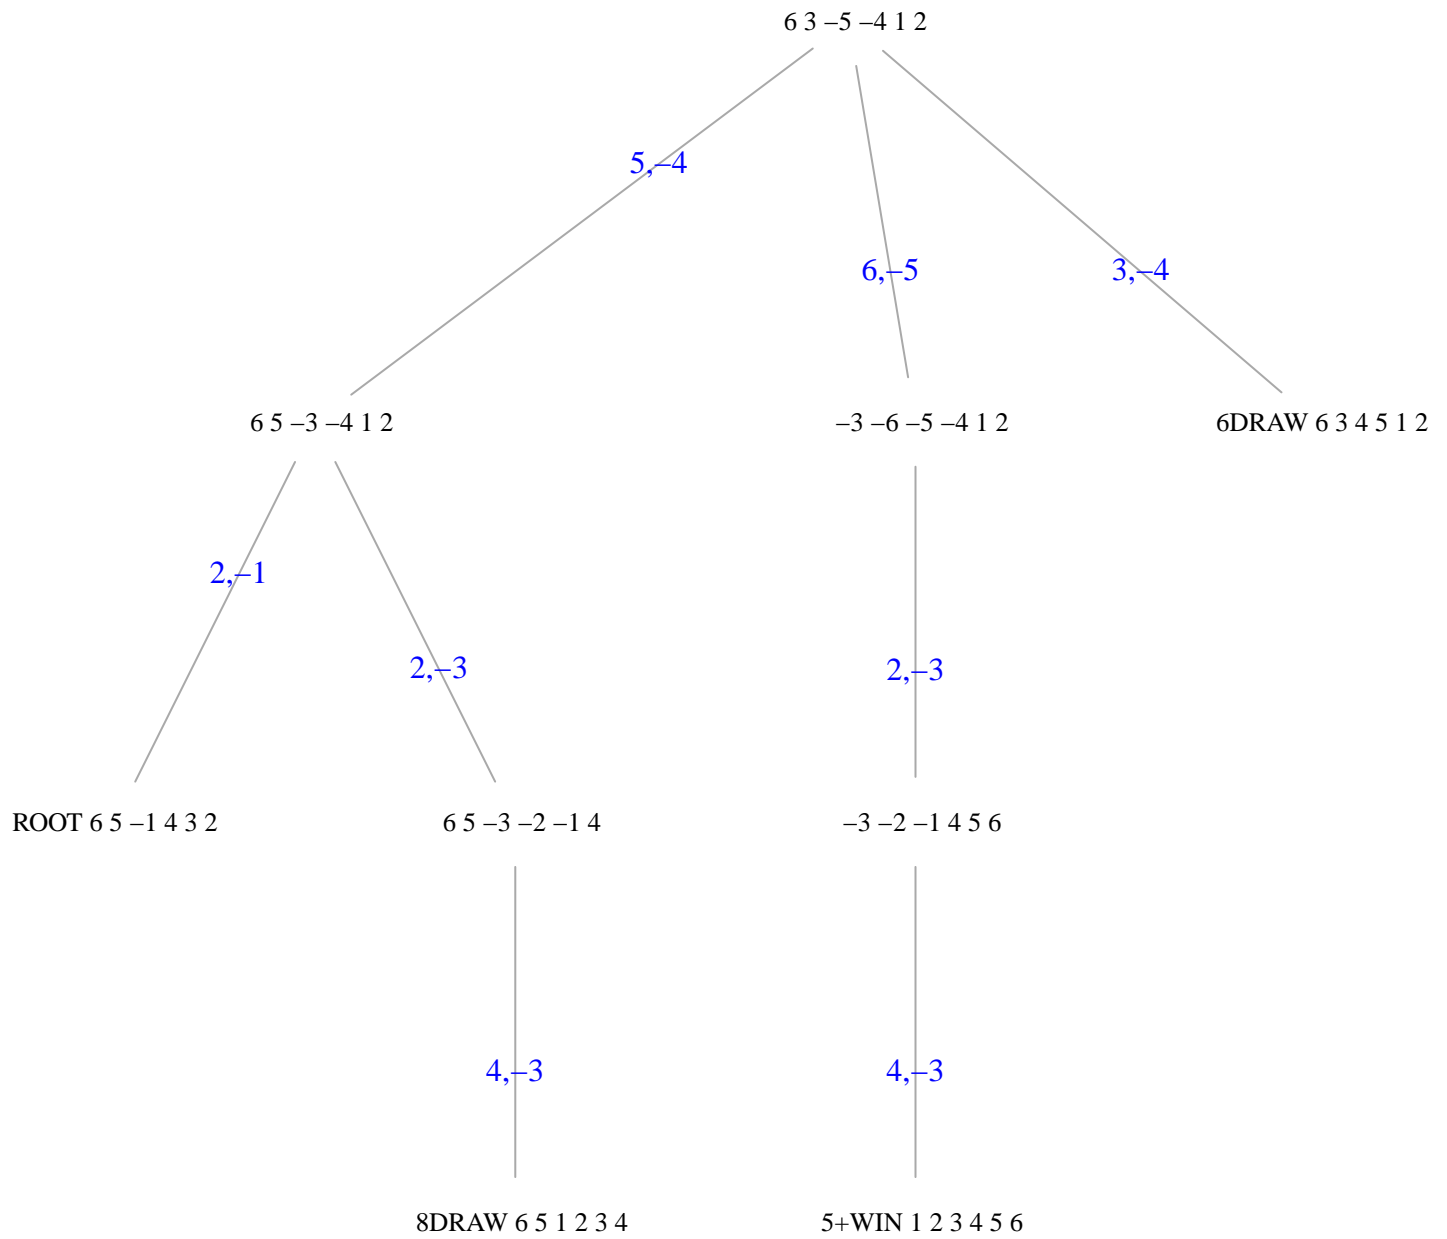 6 3 –5 –4 1 2
5,–4
6,–5
3,–4
6 5 –3 –4 1 2
–3 –6 –5 –4 1 2
6DRAW 6 3 4 5 1 2
2,–1
2,–3
2,–3
ROOT 6 5 –1 4 3 2
6 5 –3 –2 –1 4
–3 –2 –1 4 5 6
4,–3
4,–3
8DRAW 6 5 1 2 3 4
5+WIN 1 2 3 4 5 6